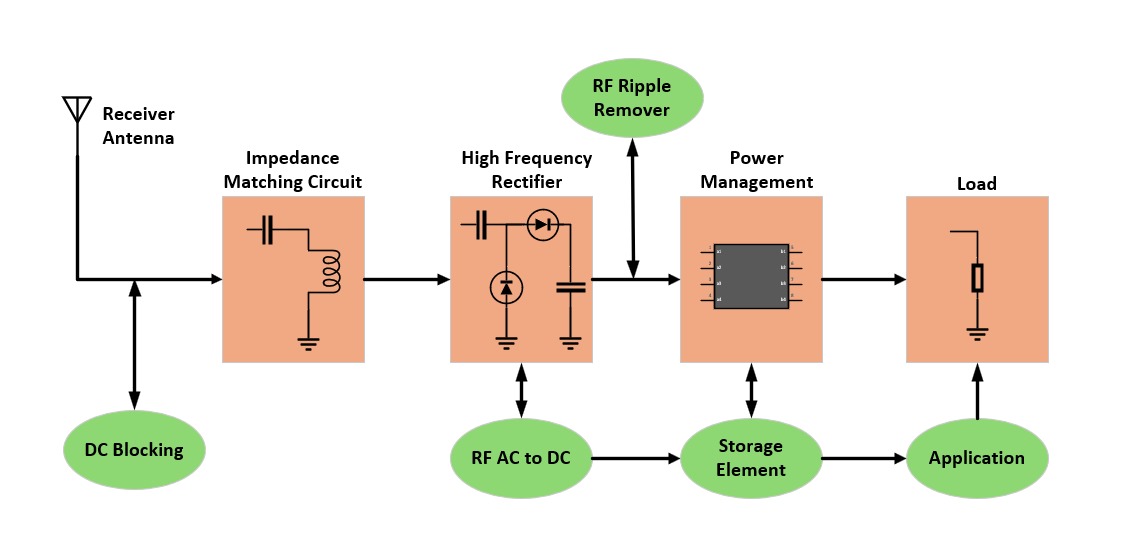 RF Ripple
Remover
Receiver
Antenna
Impedance
Matching Circuit
High Frequency
Rectifier
Power
Management
Load
DC Blocking
RF AC to DC
Storage
Element
Application